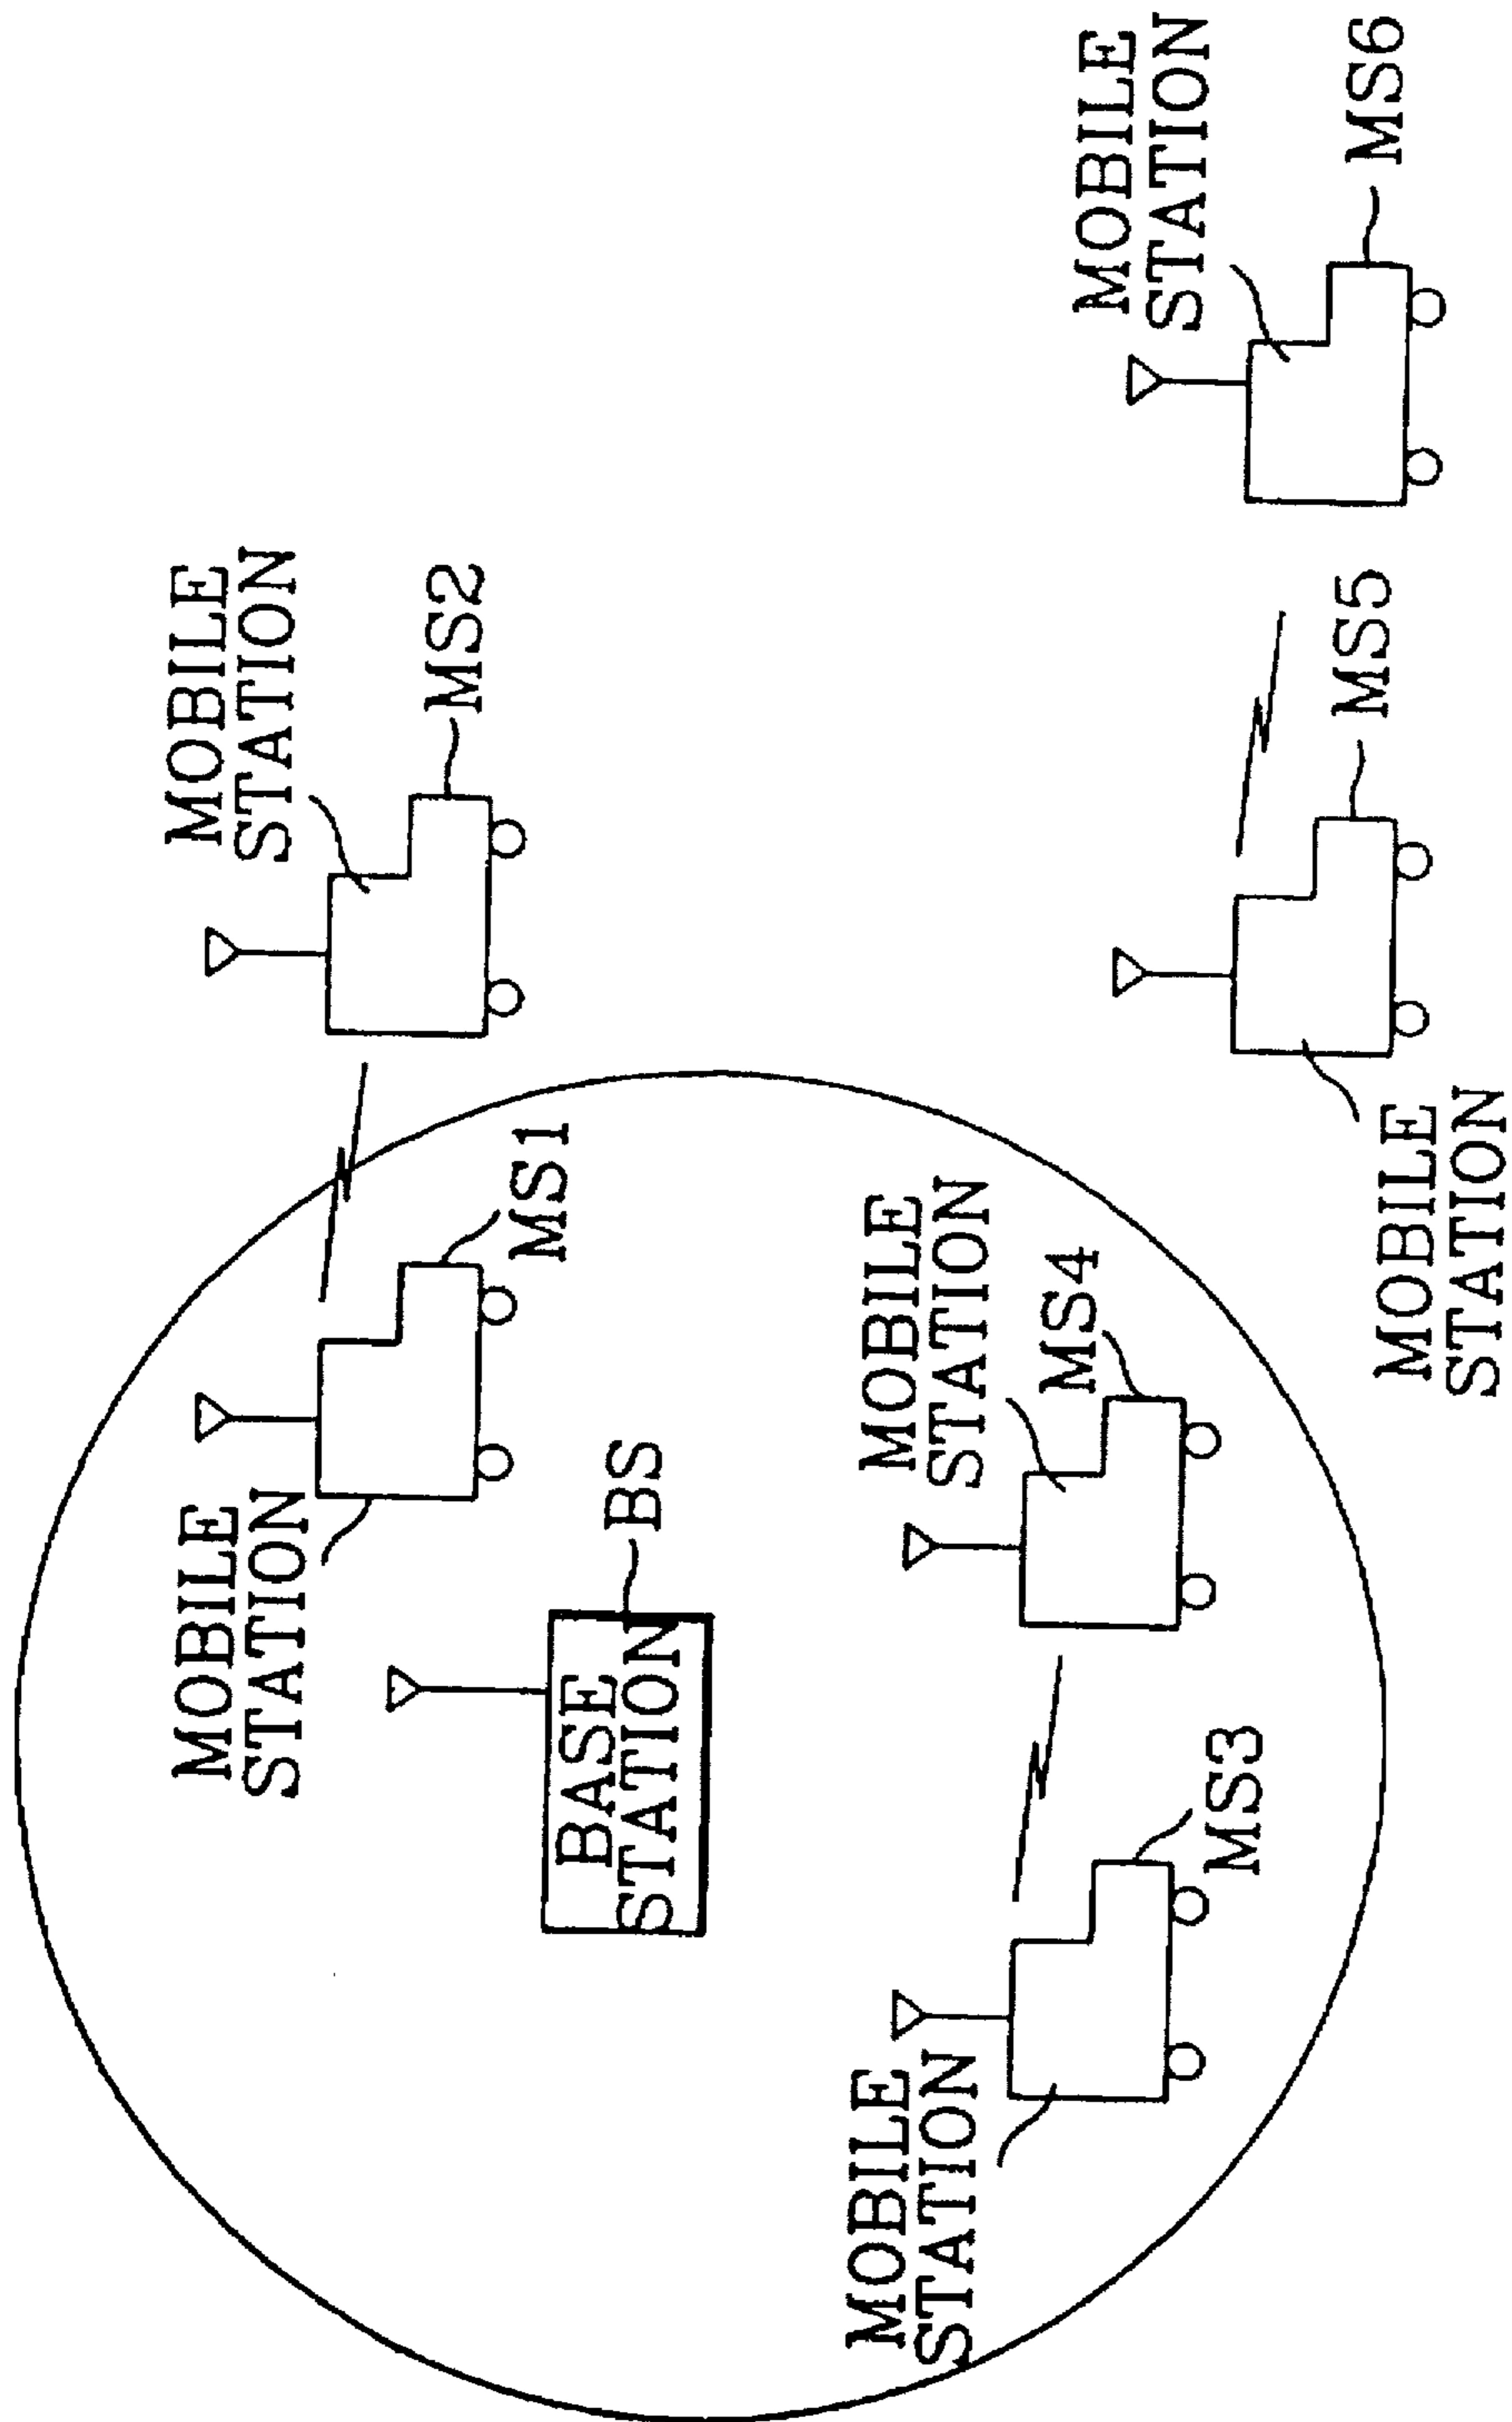 MOBILE
STATION
MS1
MOBILE
STATION
MS2
BASE
STATION
BS
MOBILE
STATION
MS3
MOBILE
STATION
MS4
MOBILE
STATION
MS5
MOBILE
STATION
MS6